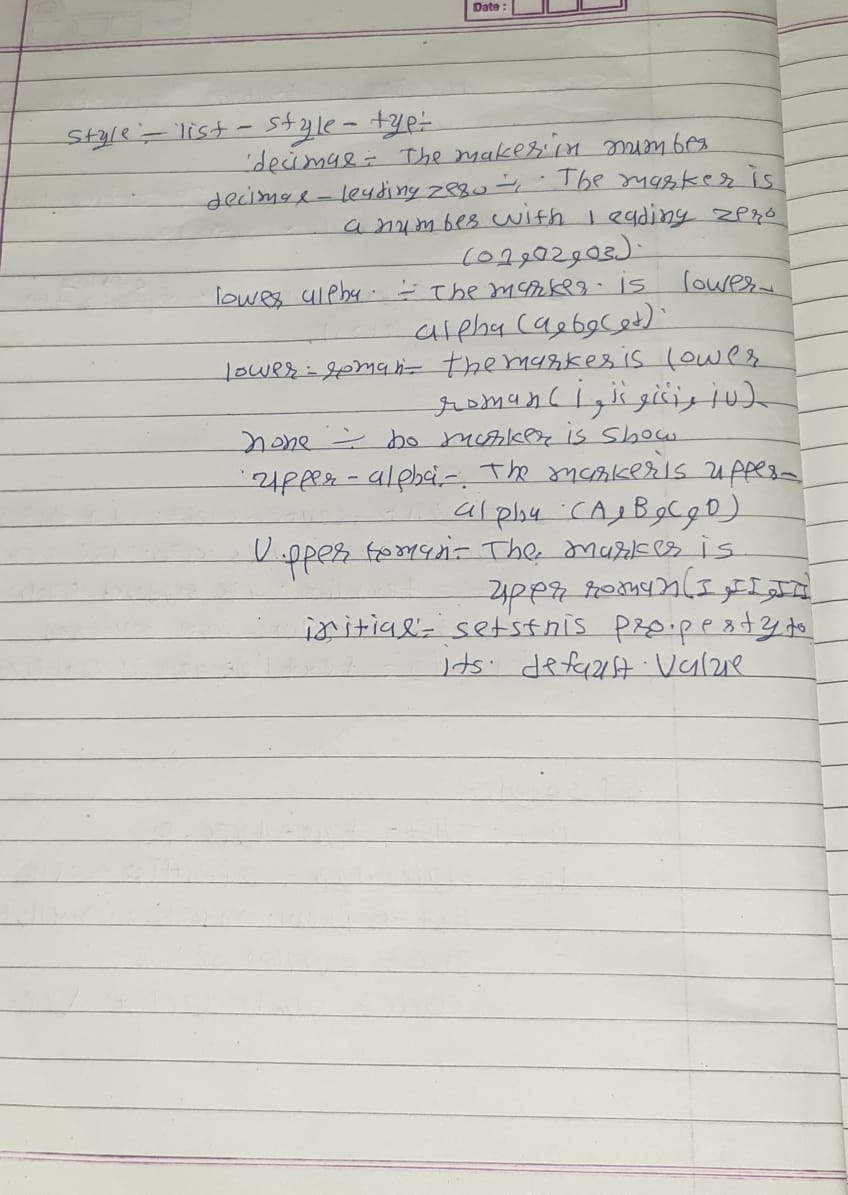 Date :
style :- list - style - type :-
decimal :- The maker in number
decimal - leading zero :- The marker is
a number with leading zero
(01,02,03).
lower alpha :- The marker is lower-
alpha (a,b,c,d).
lower - roman :- the marker is lower
roman (i, ii, iii, iv).
none :- no marker is show
upper - alpha :- The marker is upper-
alpha (A,B,C,D)
Upper roman :- The marker is
upper roman (I, II, III
initial :- sets this property to
its default value